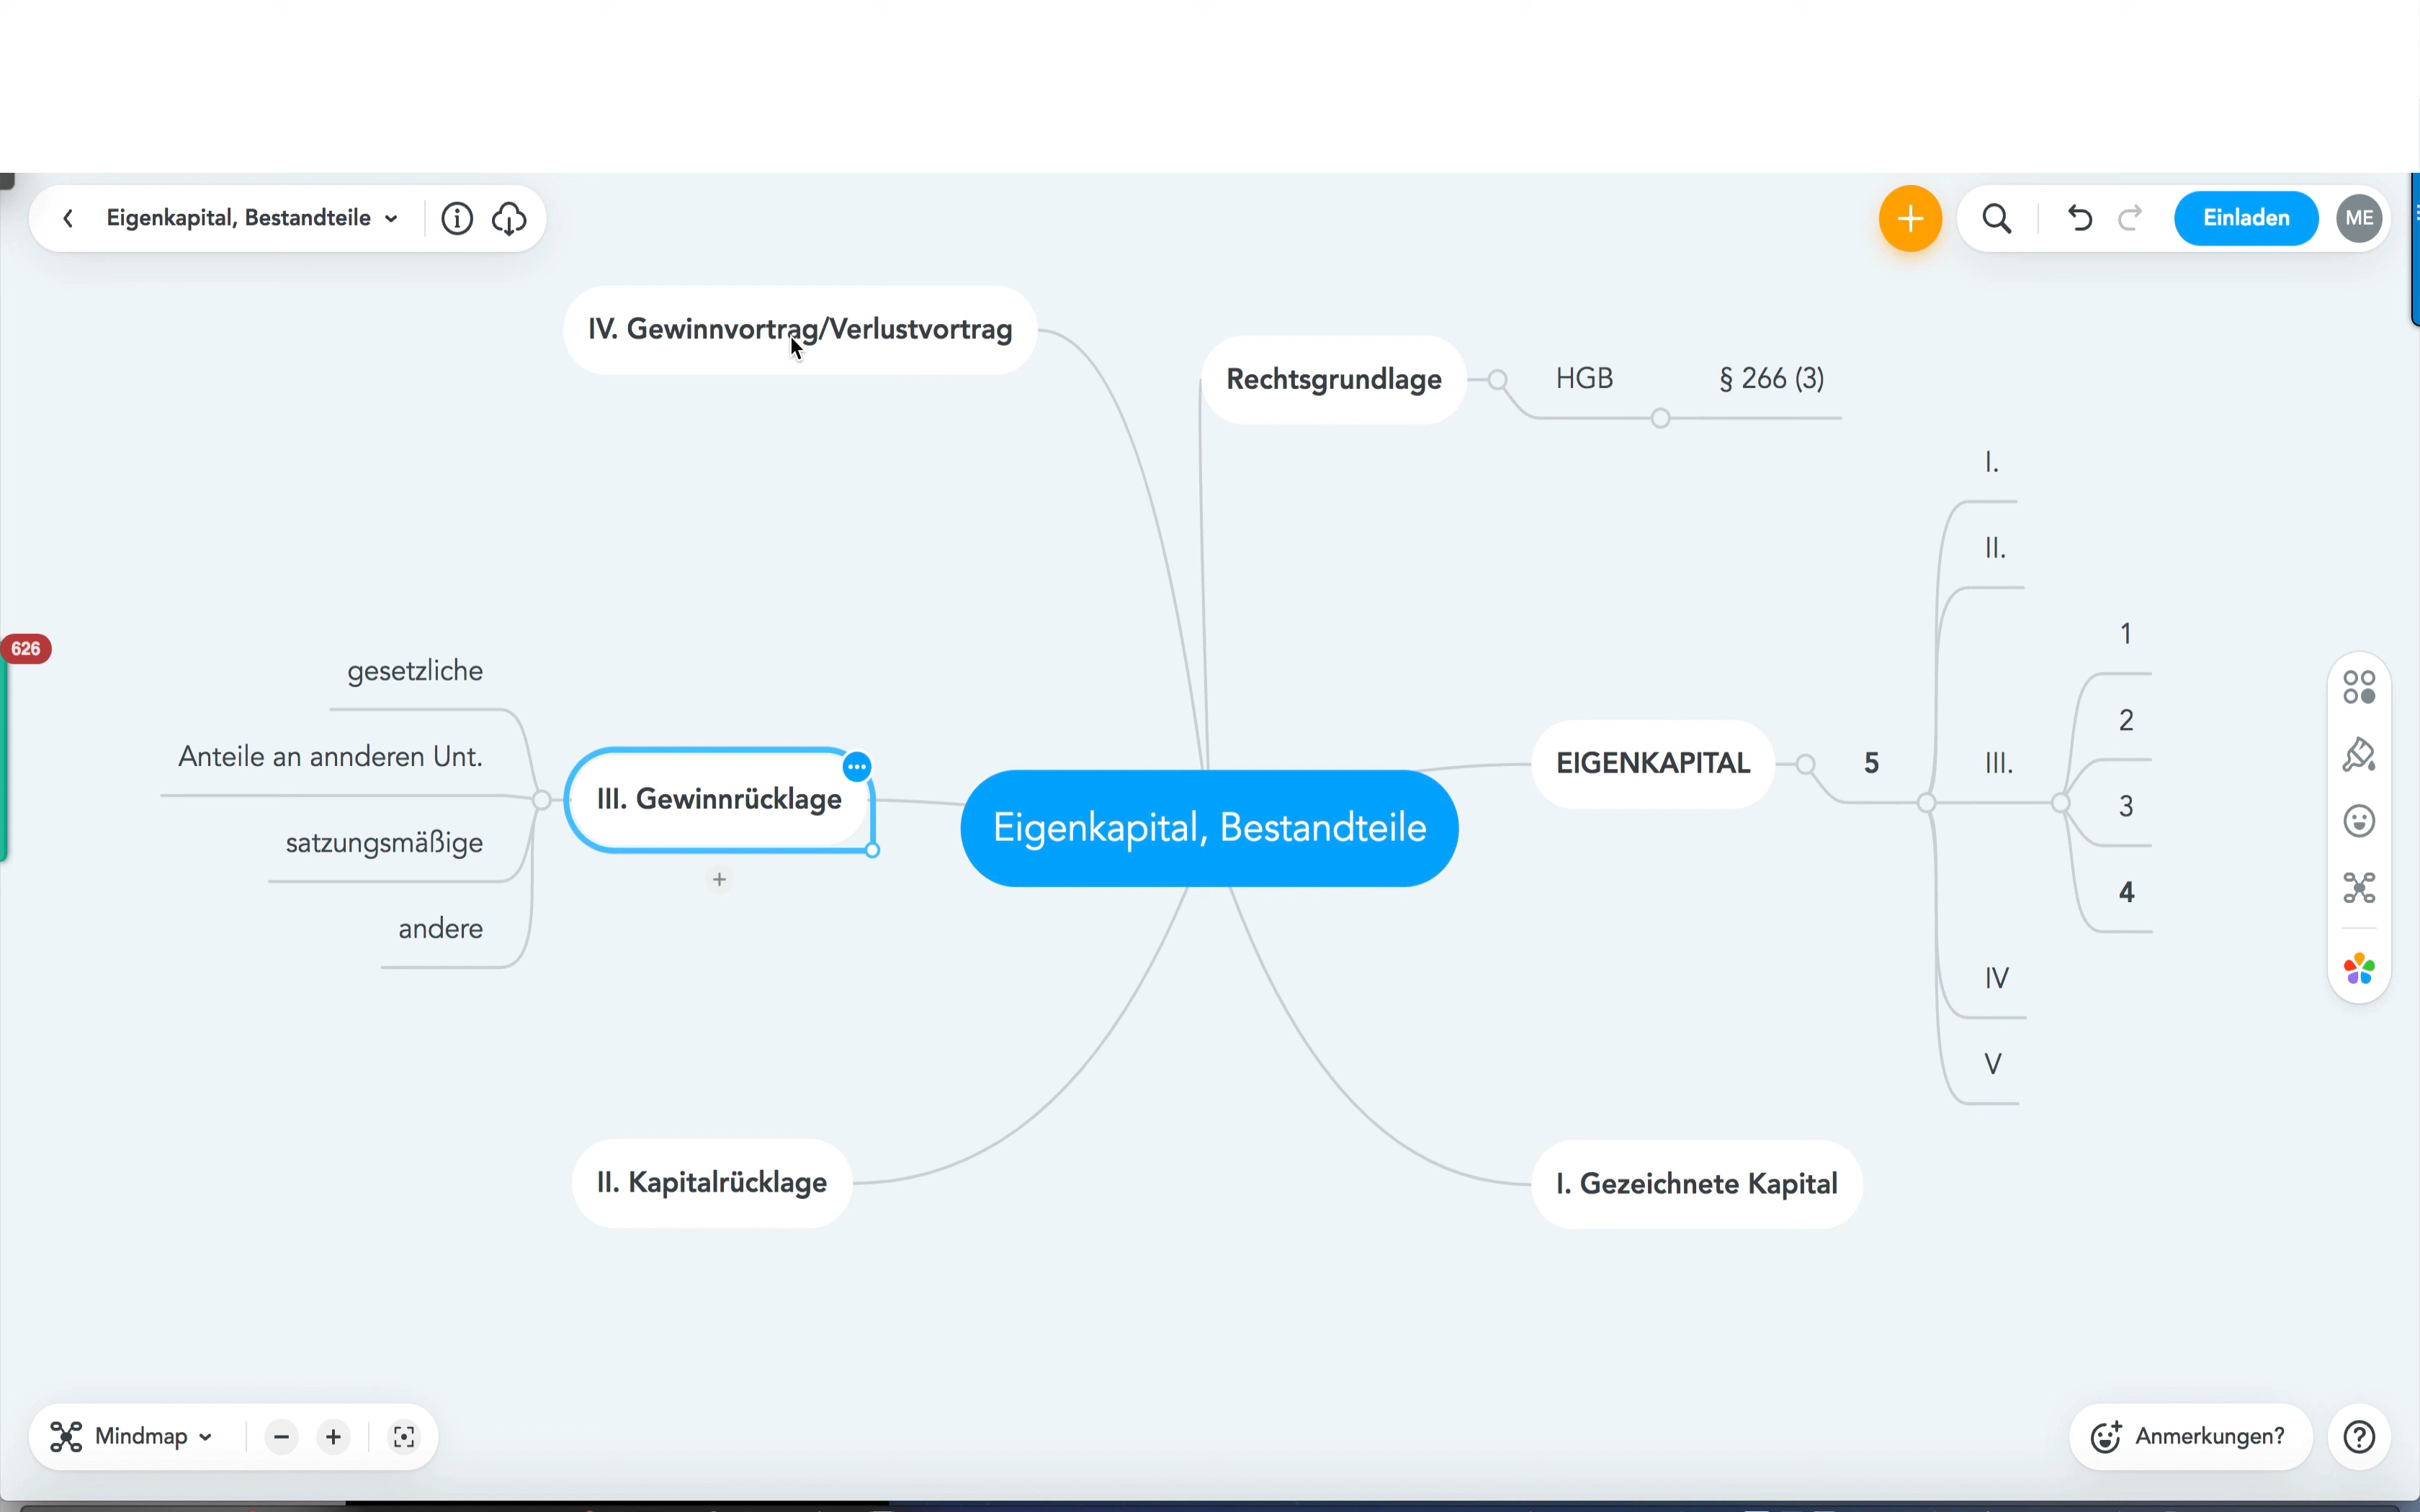 Eigenkapital, Bestandteile
Einladen
ME
IV. Gewinnvortrag/Verlustvortrag
Rechtsgrundlage
HGB
§ 266 (3)
I.
II.
1
2
III.
3
4
IV
V
EIGENKAPITAL
5
626
gesetzliche
Anteile an annderen Unt.
satzungsmäßige
andere
III. Gewinnrücklage
Eigenkapital, Bestandteile
II. Kapitalrücklage
I. Gezeichnete Kapital
Mindmap
Anmerkungen?